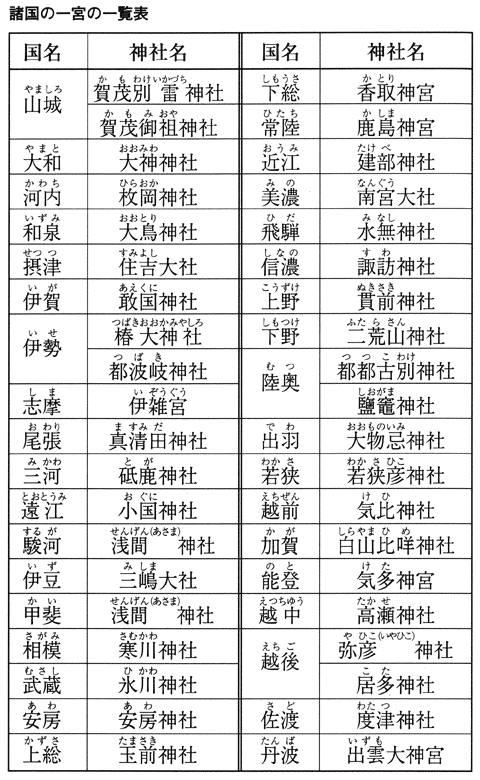 諸国の一宮の一覧表
国名 神社名
やましろ かもわけいかづち
山城 賀茂別雷神社
かもみおや
賀茂御祖神社
やまと おおみわ
大和 大神神社
かわち ひらおか
河内 枚岡神社
いずみ おおとり
和泉 大鳥神社
せつつ すみよし
摂津 住吉大社
いが あえくに
伊賀 敢国神社
いせ つばきおおかみやしろ
伊勢 椿大神社
つばき
都波岐神社
しま いぞうぐう
志摩 伊雑宮
おわり ますみだ
尾張 真清田神社
みかわ とが
三河 砥鹿神社
とおとうみ おぐに
遠江 小国神社
するが せんげん(あさま)
駿河 浅間 神社
いず みしま
伊豆 三嶋大社
かい せんげん(あさま)
甲斐 浅間 神社
さがみ さむかわ
相模 寒川神社
むさし ひかわ
武蔵 氷川神社
あわ あわ
安房 安房神社
かずさ たまさき
上総 玉前神社
国名 神社名
しもうさ かとり
下総 香取神宮
ひたち かしま
常陸 鹿島神宮
おうみ たけべ
近江 建部神社
みの なんぐう
美濃 南宮大社
ひだ みなし
飛騨 水無神社
しなの すわ
信濃 諏訪神社
こうずけ ぬきさき
上野 貫前神社
しもつけ ふたらさん
下野 二荒山神社
むつ つつこわけ
陸奥 都都古別神社
しおがま
鹽竈神社
でわ おおものいみ
出羽 大物忌神社
わかさ わかさひこ
若狭 若狭彦神社
えちぜん けひ
越前 気比神社
かが しらやまひめ
加賀 白山比咩神社
のと けた
能登 気多神宮
えつちゆう たかせ
越中 高瀬神社
えちご やひこ(いやひこ)
越後 弥彦 神社
こた
居多神社
さど わたつ
佐渡 度津神社
たんば いずも
丹波 出雲大神宮